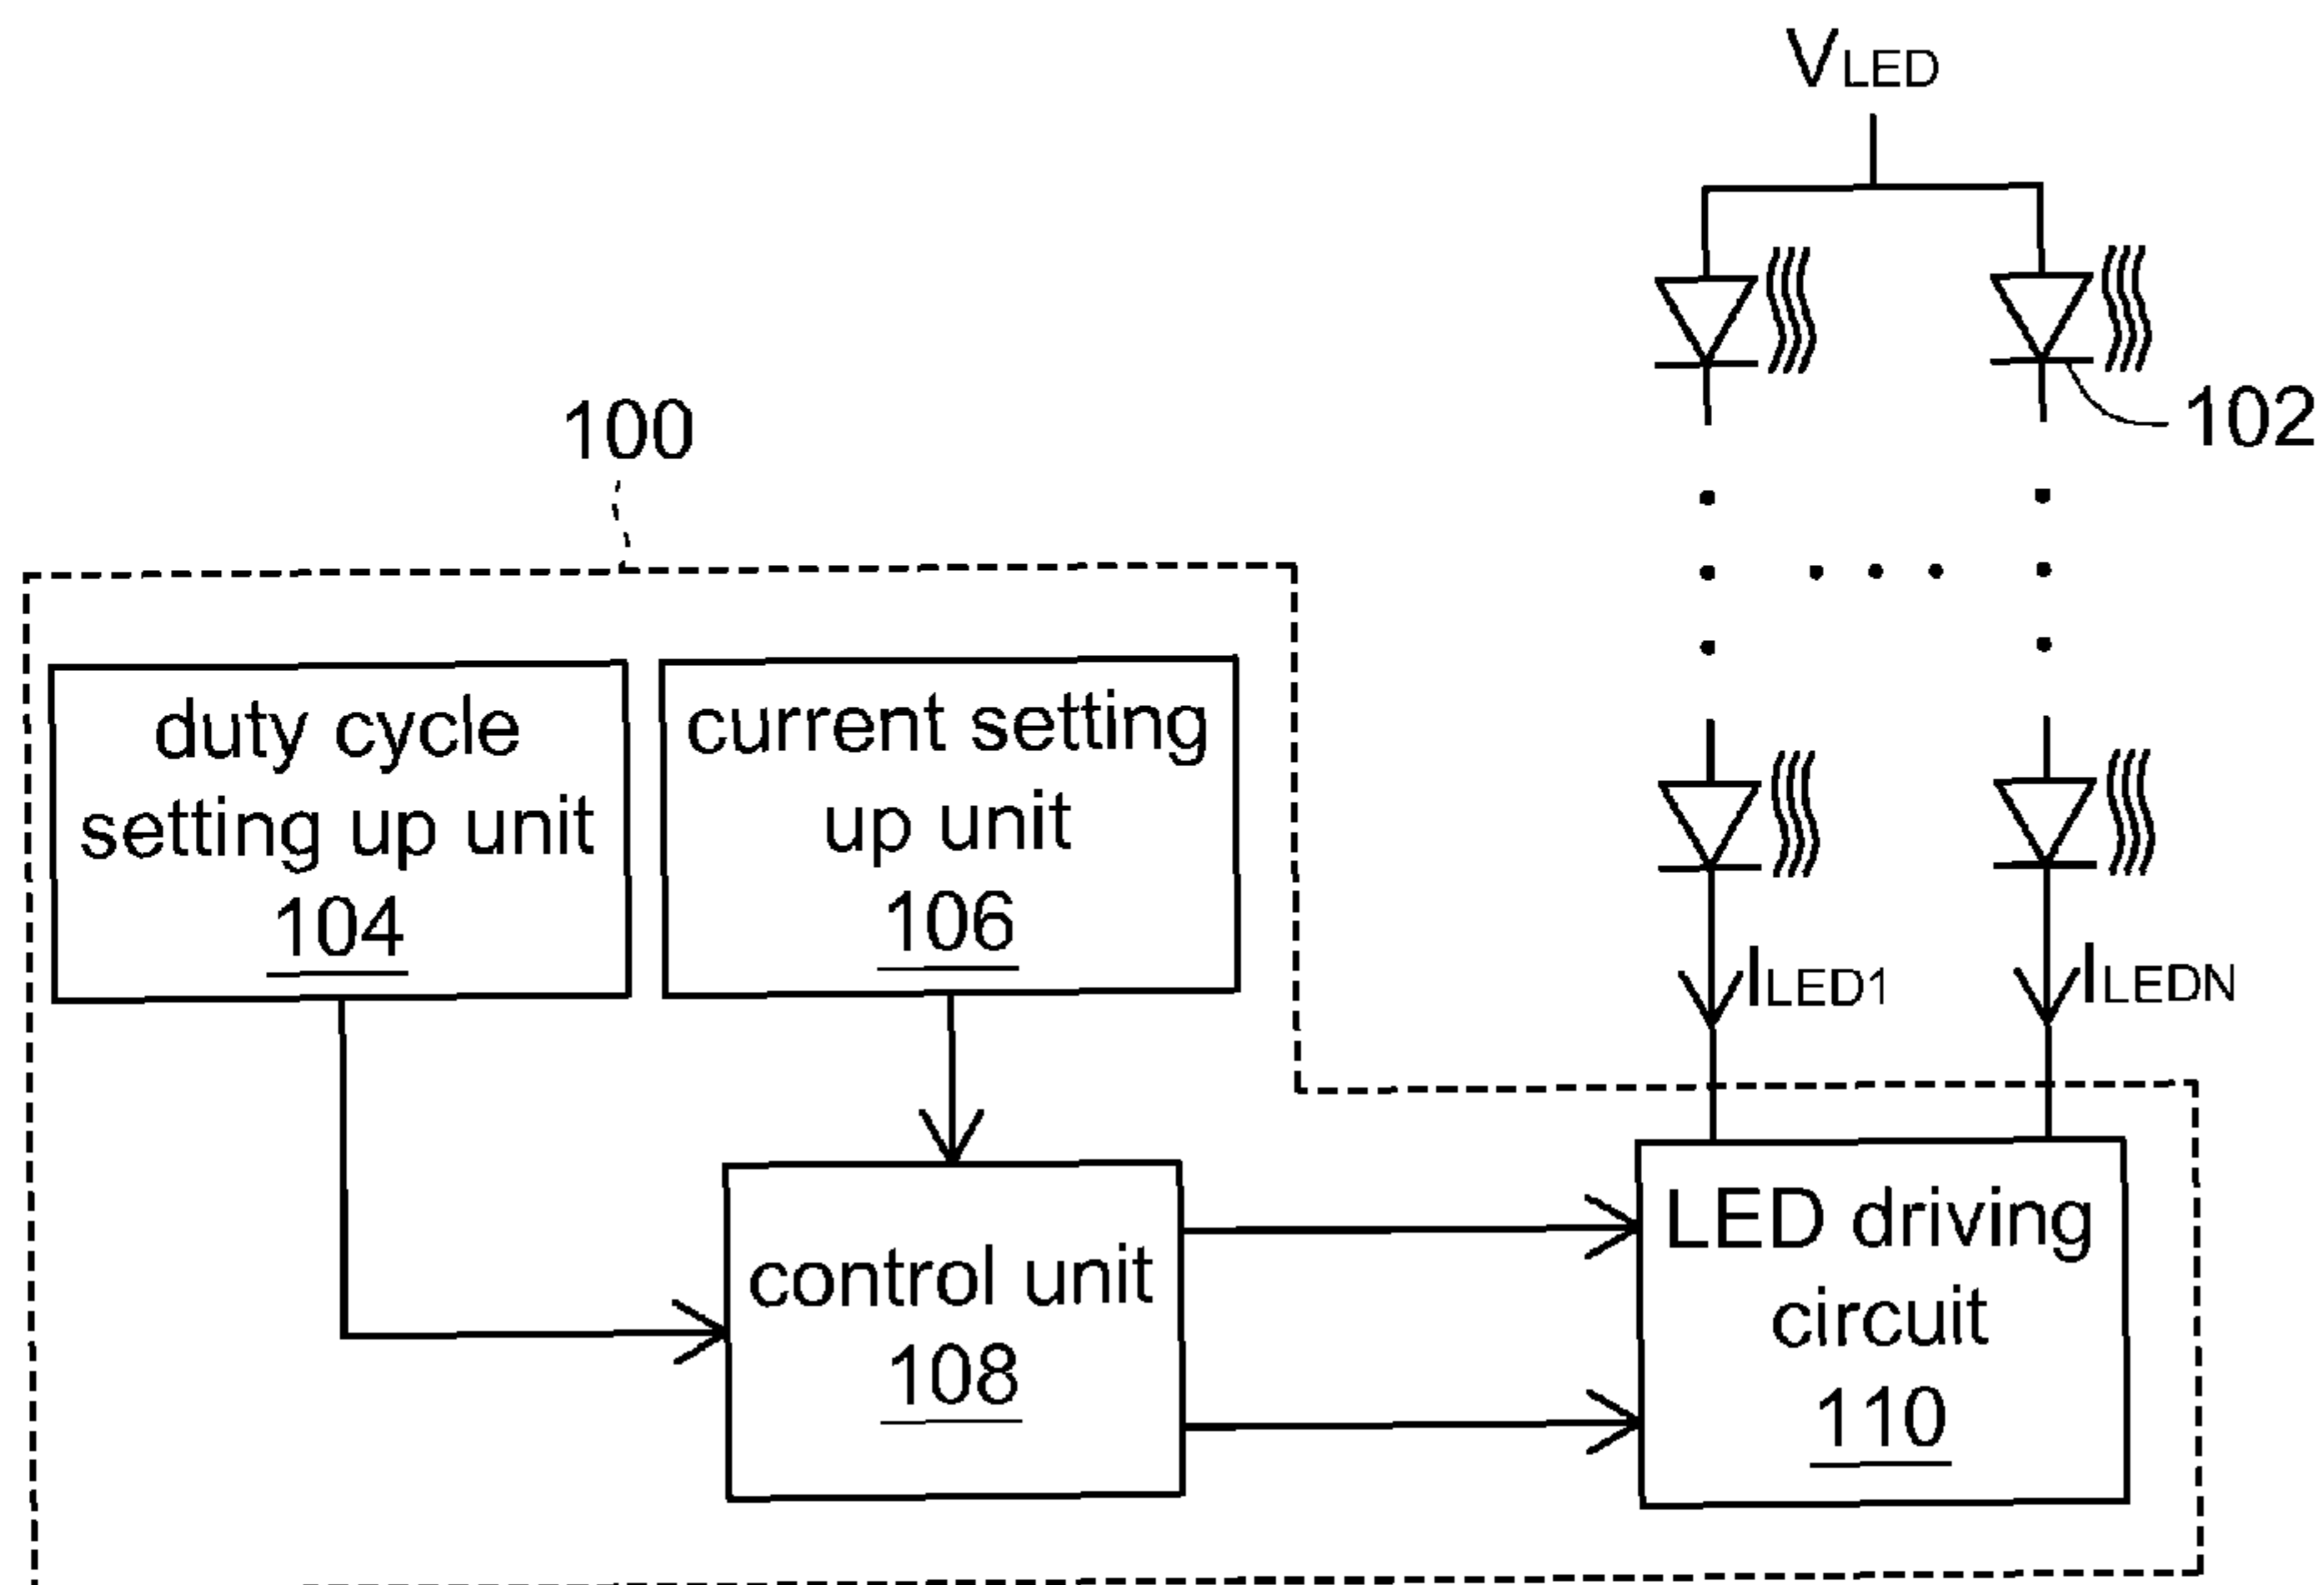 VLED
102
100
duty cycle
setting up unit
104
current setting
up unit
106
ILED1
ILEDN
control unit
108
LED driving
circuit
110